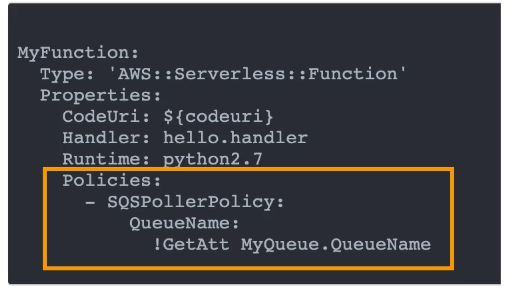 MyFunction:
Type: 'AWS::Serverless::Function'
Properties:
CodeUri: ${codeuri}
Handler: hello.handler
Runtime: python2.7
Policies:
- SQSPollerPolicy:
QueueName:
!GetAtt MyQueue.QueueName